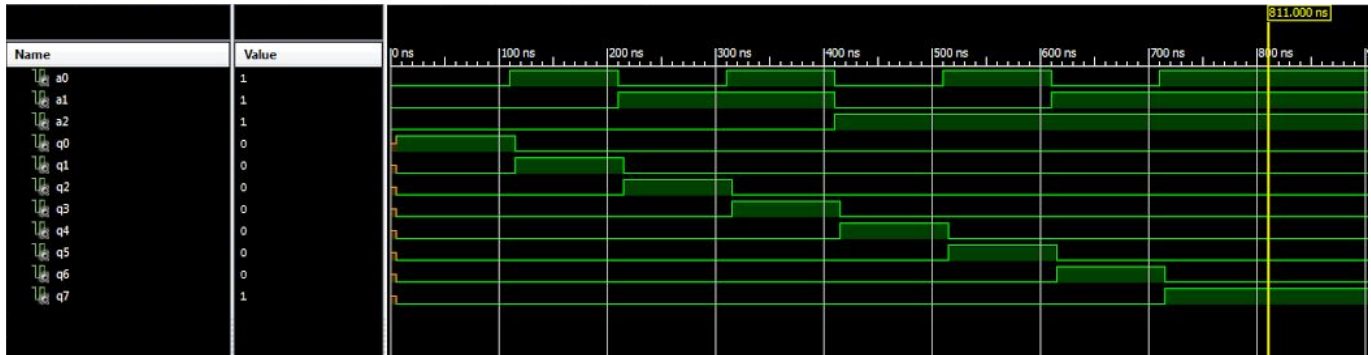 811.000 ns
Name Value 0 ns 100 ns 200 ns 300 ns 400 ns 500 ns 600 ns 700 ns 800 ns
a0 1
a1 1
a2 1
q0 0
q1 0
q2 0
q3 0
q4 0
q5 0
q6 0
q7 1